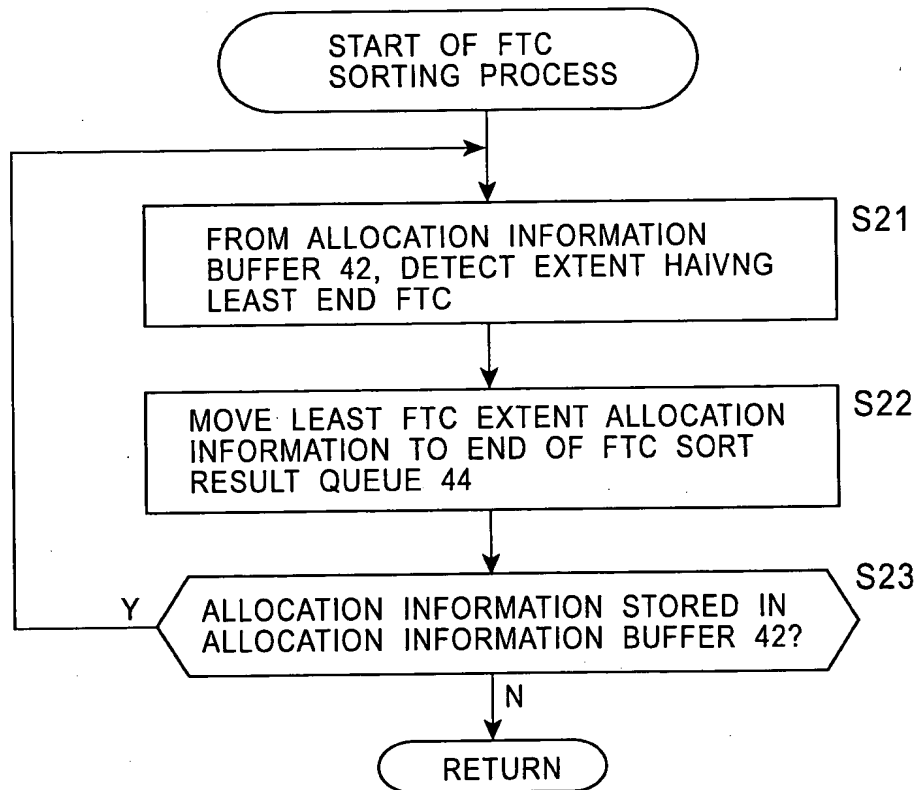 START OF FTC
SORTING PROCESS
S21
FROM ALLOCATION INFORMATION
BUFFER 42, DETECT EXTENT HAIVNG
LEAST END FTC
S22
MOVE LEAST FTC EXTENT ALLOCATION
INFORMATION TO END OF FTC SORT
RESULT QUEUE 44
S23
Y
ALLOCATION INFORMATION STORED IN
ALLOCATION INFORMATION BUFFER 42?
N
RETURN